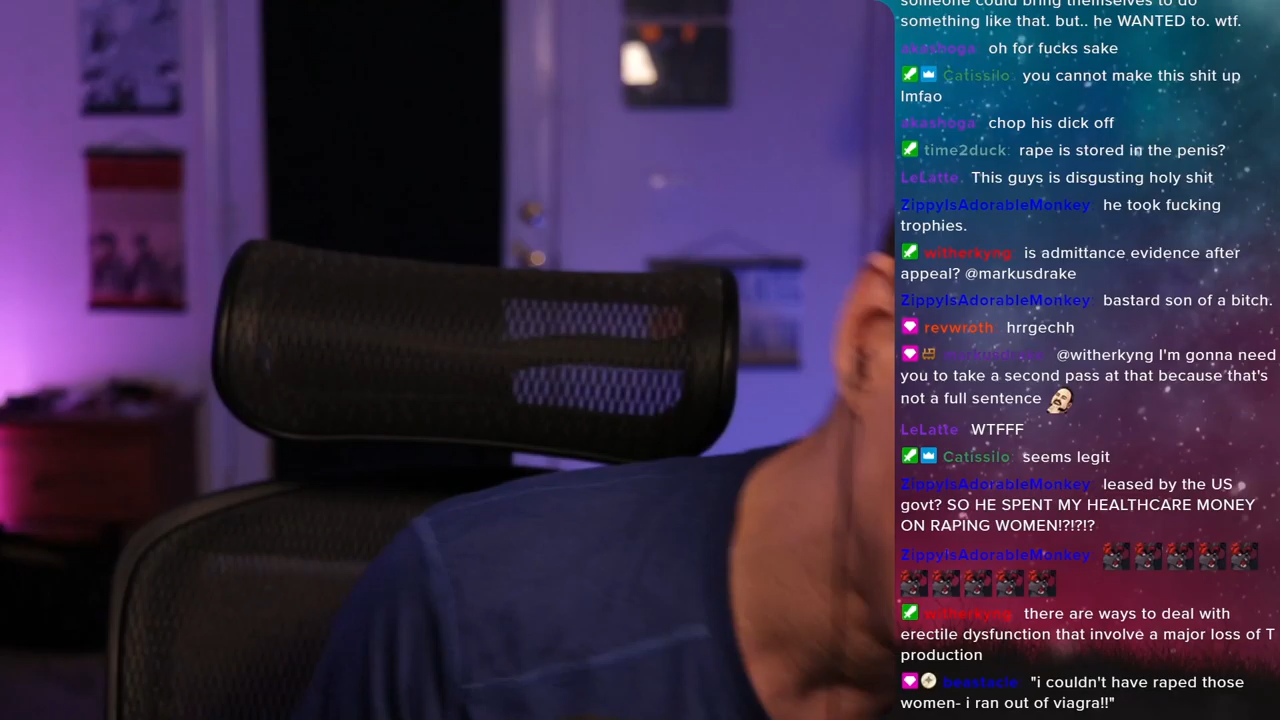 someone could bring themselves to do
something like that. but.. he WANTED to. wtf.
akashoga oh for fucks sake
Catissilo: you cannot make this shit up
lmfao
akashoga chop his dick off
time2duck: rape is stored in the penis?
LeLatte. This guys is disgusting holy shit
ZippyIsAdorableMonkey he took fucking
trophies.
witherkyng is admittance evidence after
appeal? @markusdrake
ZippyIsAdorableMonkey bastard son of a bitch.
revwroth hrrgechh
markusdrake @witherkyng I'm gonna need
you to take a second pass at that because that's
not a full sentence
LeLatte WTFFF
Catissilo: seems legit
ZippyIsAdorableMonkey leased by the US
govt? SO HE SPENT MY HEALTHCARE MONEY
ON RAPING WOMEN!?!?!?
ZippyIsAdorableMonkey
witherkyng there are ways to deal with
erectile dysfunction that involve a major loss of T
production
beastacle "i couldn't have raped those
women- i ran out of viagra!!"